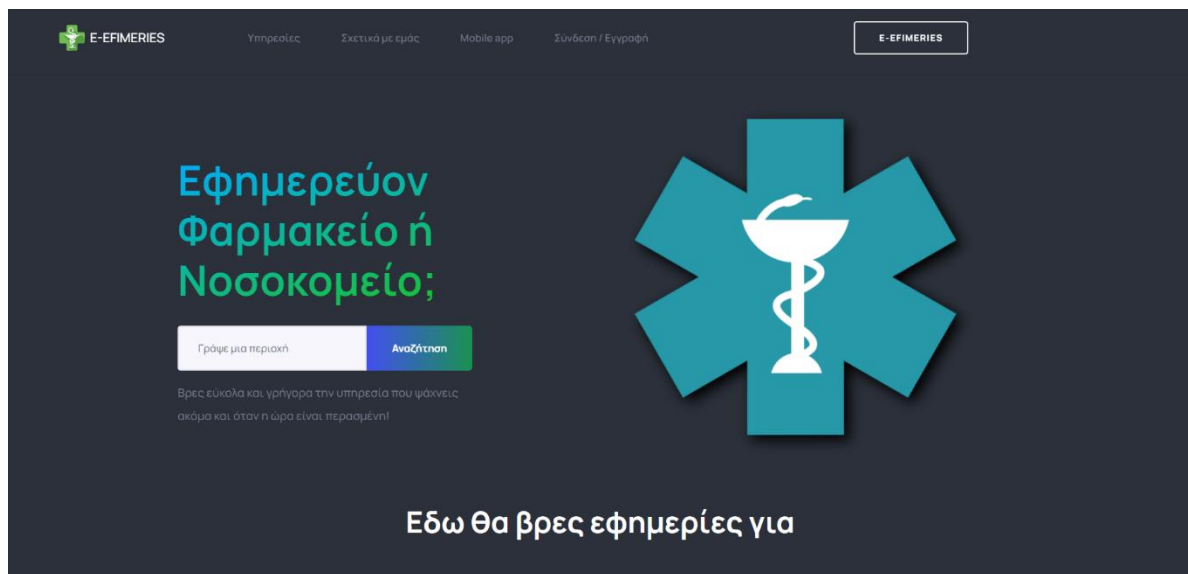 E-EFIMERIES
Υπηρεσίες
Σχετικά με εμάς
Mobile app
Σύνδεση / Εγγραφή
E-EFIMERIES
Εφημερεύον
Φαρμακείο ή
Νοσοκομείο;
Γράψε μια περιοχή
Αναζήτηση
Βρες εύκολα και γρήγορα την υπηρεσία που ψάχνεις
ακόμα και όταν η ώρα είναι περασμένη!
Εδω θα βρες εφημερίες για